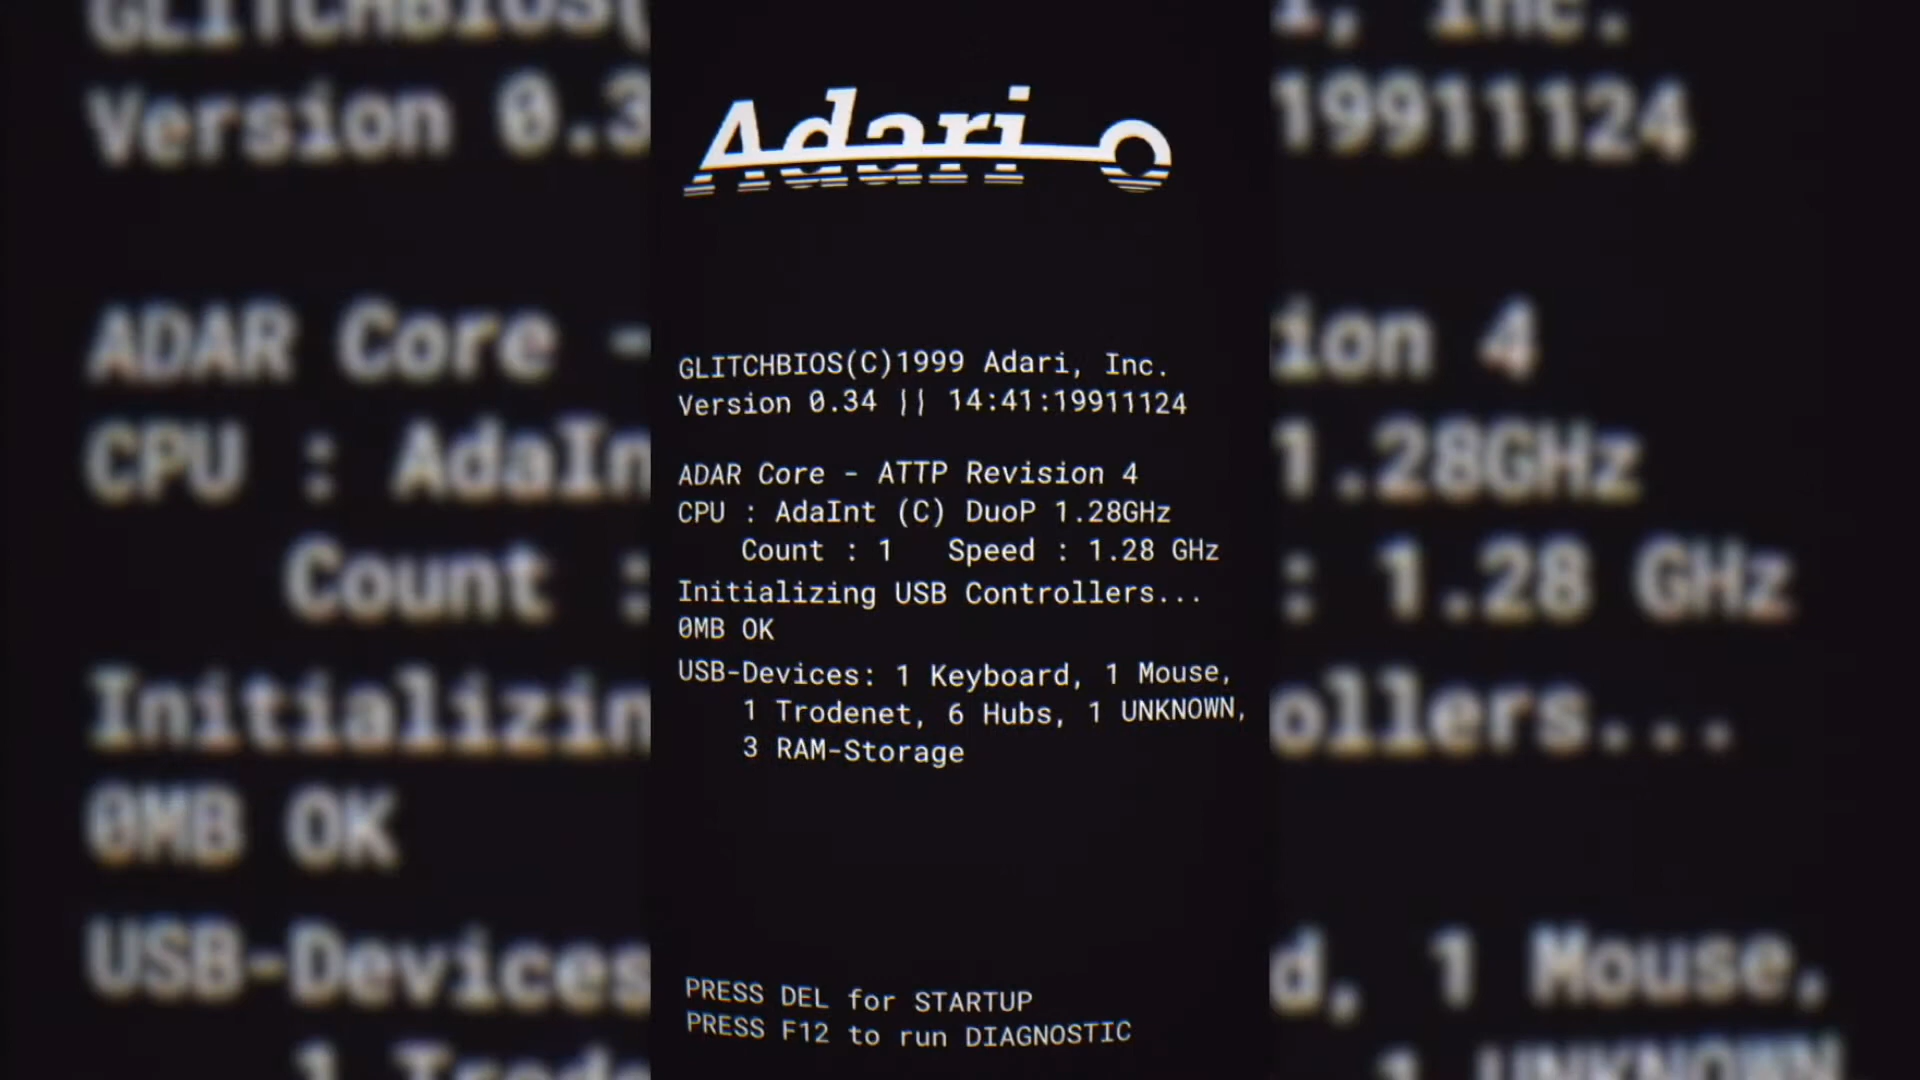 Adari
GLITCHBIOS(C)1999 Adari, Inc.
Version 0.34 || 14:41:19911124
ADAR Core - ATTP Revision 4
CPU : AdaInt (C) DuoP 1.28GHz
Count : 1 Speed : 1.28 GHz
Initializing USB Controllers...
0MB OK
USB-Devices: 1 Keyboard, 1 Mouse,
1 Trodenet, 6 Hubs, 1 UNKNOWN,
3 RAM-Storage
PRESS DEL for STARTUP
PRESS F12 to run DIAGNOSTIC